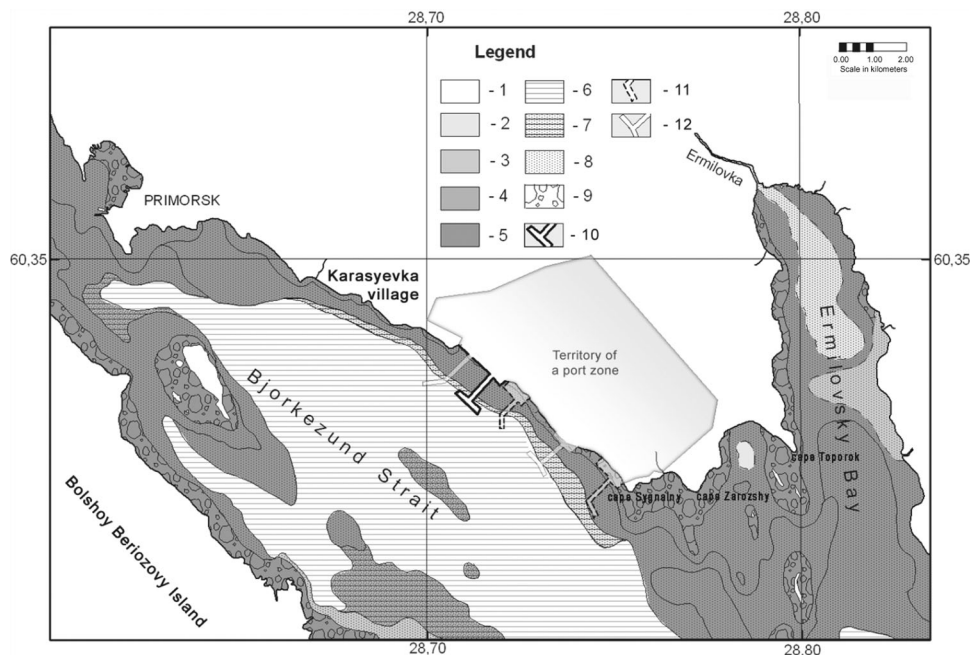 28,70
28,80
Legend
0.00 1.00 2.00
Scale in kilometers
- 1
- 2
- 3
- 4
- 5
- 6
- 7
- 8
- 9
- 10
- 11
- 12
Ermilovka
PRIMORSK
60,35
60,35
Karasyevka
village
Territory of
a port zone
Ermilovsky Bay
Bjorkezund Strait
cape Toporok
cape Sygnalny
cape Zarozshy
Bolshoy Beriozovy Island
28,70
28,80